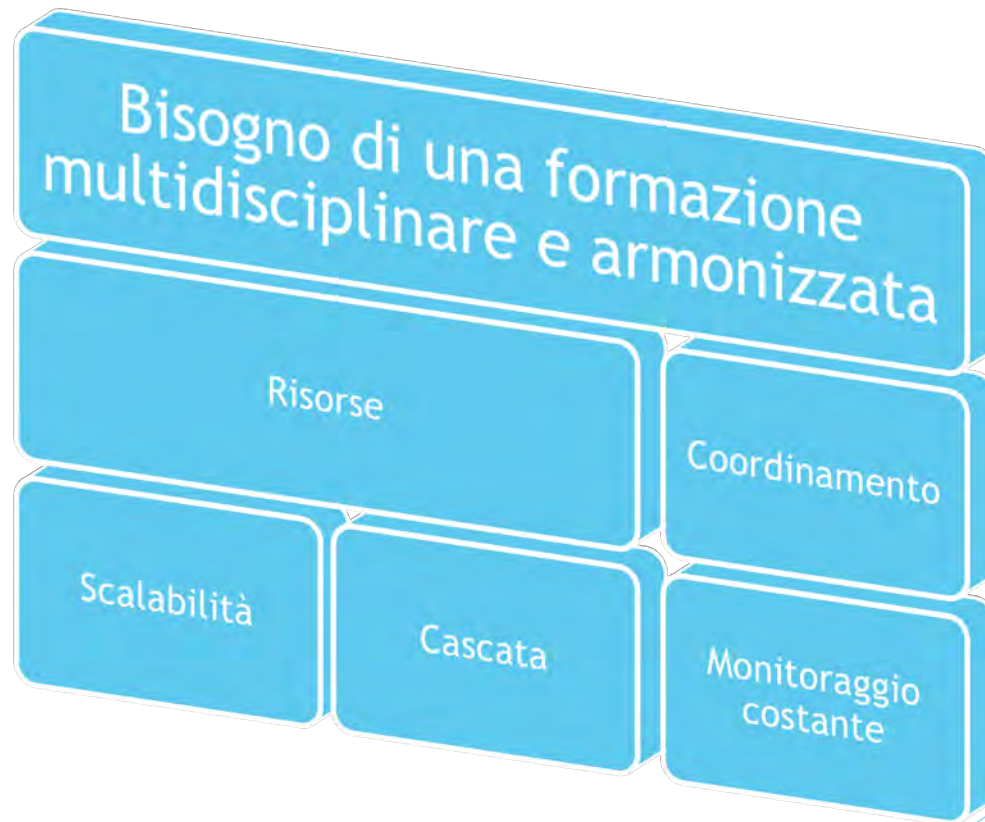 Bisogno di una formazione
multidisciplinare e armonizzata
Risorse
Coordinamento
Scalabilità
Cascata
Monitoraggio
costante